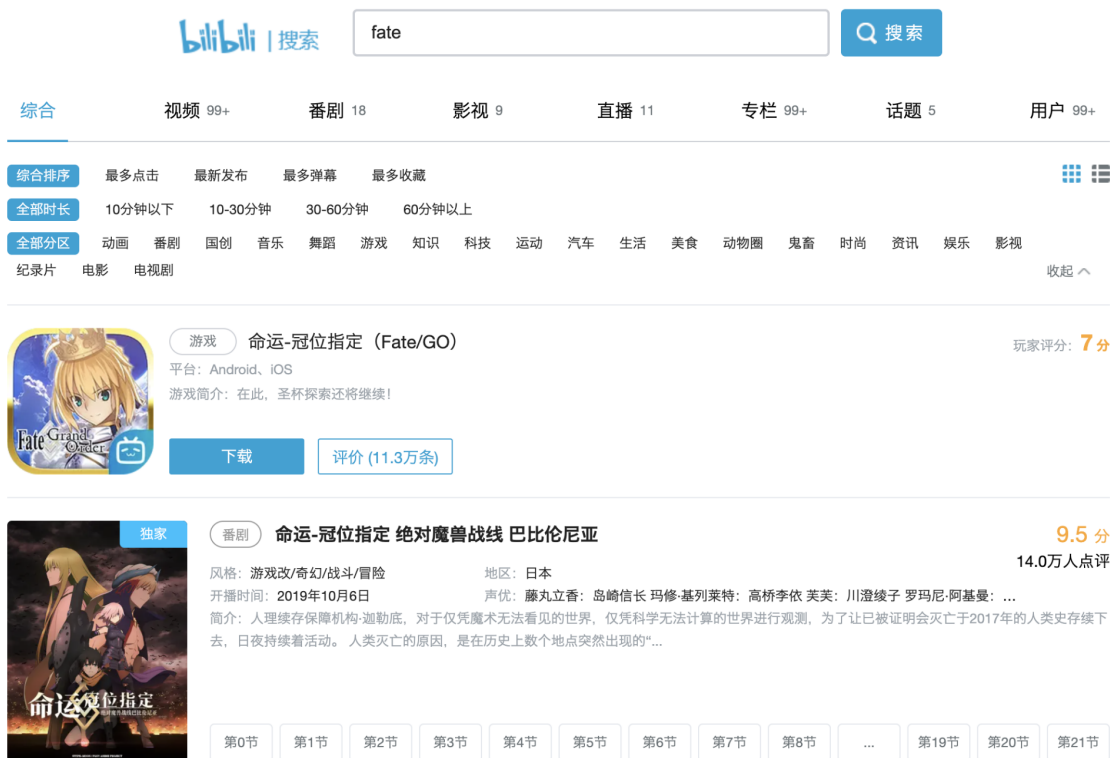 bilibili | 搜索
fate
搜索
综合 视频 99+ 番剧 18 影视 9 直播 11 专栏 99+ 话题 5 用户 99+
综合排序 最多点击 最新发布 最多弹幕 最多收藏
全部时长 10分钟以下 10-30分钟 30-60分钟 60分钟以上
全部分区 动画 番剧 国创 音乐 舞蹈 游戏 知识 科技 运动 汽车 生活 美食 动物圈 鬼畜 时尚 资讯 娱乐 影视
纪录片 电影 电视剧 收起
游戏 命运-冠位指定（Fate/GO） 玩家评分：7分
平台：Android、iOS
游戏简介：在此，圣杯探索还将继续！
Fate Grand Order
下载 评价 (11.3万条)
独家
番剧 命运-冠位指定 绝对魔兽战线 巴比伦尼亚 9.5 分
14.0万人点评
风格：游戏改/奇幻/战斗/冒险 地区：日本
开播时间：2019年10月6日 声优：藤丸立香：岛崎信长 玛修·基列莱特：高桥李依 芙芙：川澄绫子 罗玛尼·阿基曼：...
简介：人理续存保障机构·迦勒底，对于仅凭魔术无法看见的世界，仅凭科学无法计算的世界进行观测，为了让已被证明会灭亡于2017年的人类史存续下
去，日夜持续着活动。 人类灭亡的原因，是在历史上数个地点突然出现的“...
命运 冠位指定
绝对魔兽战线巴比伦尼亚
第0节 第1节 第2节 第3节 第4节 第5节 第6节 第7节 第8节 ... 第19节 第20节 第21节